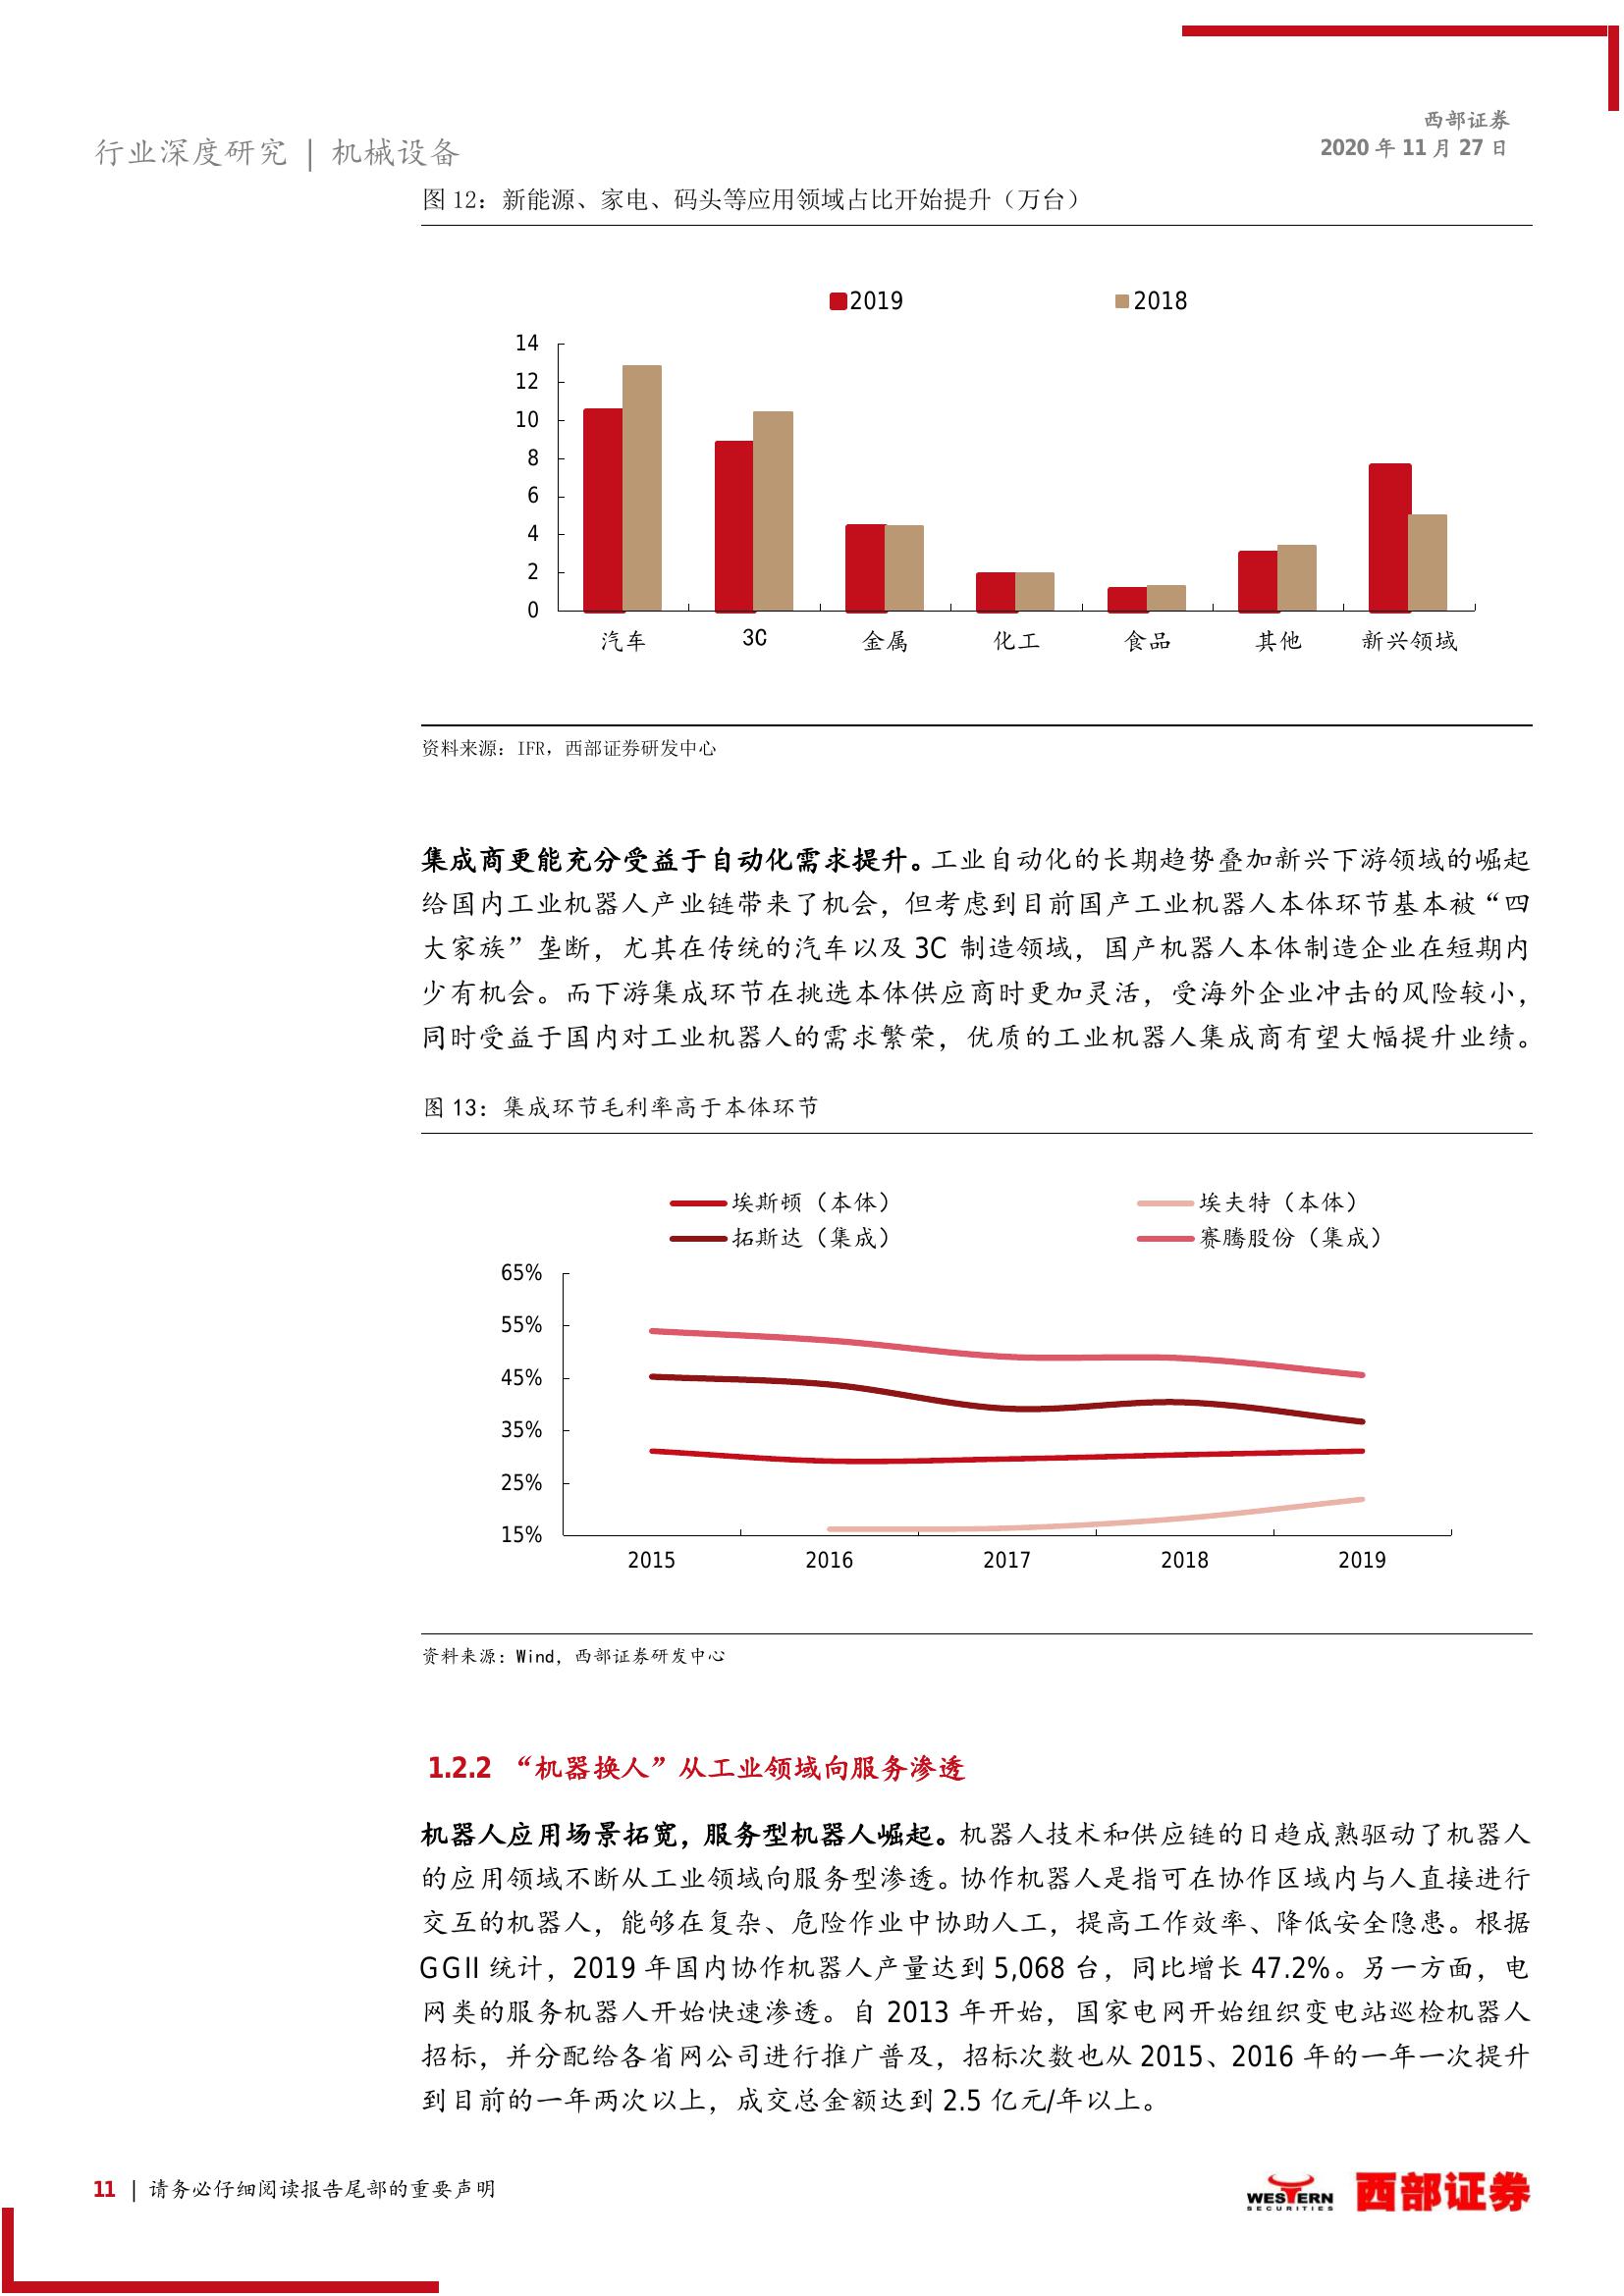 西部证券
行业深度研究 | 机械设备
2020 年 11 月 27 日
图 12：新能源、家电、码头等应用领域占比开始提升（万台）
2019 2018
14
12
10
8
6
4
2
0
汽车 3C 金属 化工 食品 其他 新兴领域
资料来源：IFR，西部证券研发中心
集成商更能充分受益于自动化需求提升。工业自动化的长期趋势叠加新兴下游领域的崛起
给国内工业机器人产业链带来了机会，但考虑到目前国产工业机器人本体环节基本被“四
大家族”垄断，尤其在传统的汽车以及 3C 制造领域，国产机器人本体制造企业在短期内
少有机会。而下游集成环节在挑选本体供应商时更加灵活，受海外企业冲击的风险较小，
同时受益于国内对工业机器人的需求繁荣，优质的工业机器人集成商有望大幅提升业绩。
图 13：集成环节毛利率高于本体环节
埃斯顿（本体） 埃夫特（本体）
拓斯达（集成） 赛腾股份（集成）
65%
55%
45%
35%
25%
15%
2015 2016 2017 2018 2019
资料来源：Wind，西部证券研发中心
1.2.2 “机器换人”从工业领域向服务渗透
机器人应用场景拓宽，服务型机器人崛起。机器人技术和供应链的日趋成熟驱动了机器人
的应用领域不断从工业领域向服务型渗透。协作机器人是指可在协作区域内与人直接进行
交互的机器人，能够在复杂、危险作业中协助人工，提高工作效率、降低安全隐患。根据
GGII 统计，2019 年国内协作机器人产量达到 5,068 台，同比增长 47.2%。另一方面，电
网类的服务机器人开始快速渗透。自 2013 年开始，国家电网开始组织变电站巡检机器人
招标，并分配给各省网公司进行推广普及，招标次数也从 2015、2016 年的一年一次提升
到目前的一年两次以上，成交总金额达到 2.5 亿元/年以上。
11 | 请务必仔细阅读报告尾部的重要声明
WESTERN
SECURITIES
西部证券